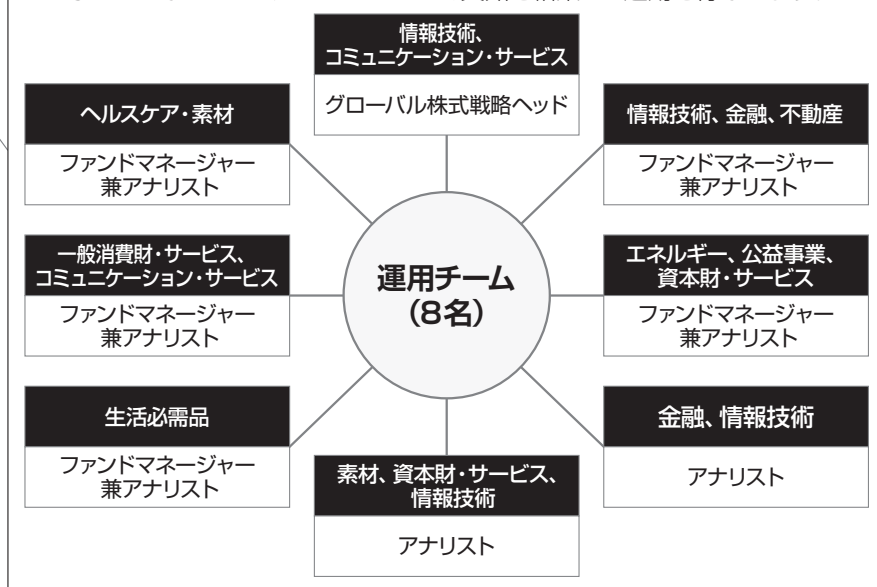 情報技術、
コミュニケーション・サービス
グローバル株式戦略ヘッド
ヘルスケア・素材
ファンドマネージャー
兼アナリスト
情報技術、金融、不動産
ファンドマネージャー
兼アナリスト
一般消費財・サービス、
コミュニケーション・サービス
ファンドマネージャー
兼アナリスト
運用チーム
(8名)
エネルギー、公益事業、
資本財・サービス
ファンドマネージャー
兼アナリスト
生活必需品
ファンドマネージャー
兼アナリスト
素材、資本財・サービス、
情報技術
アナリスト
金融、情報技術
アナリスト